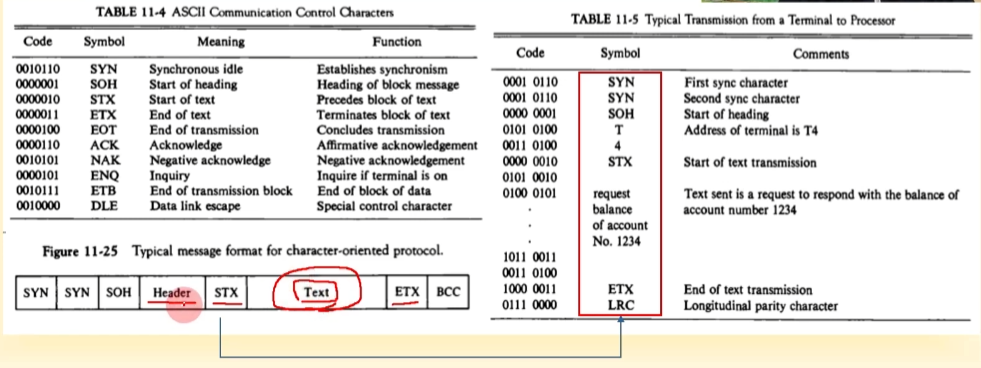 TABLE 11-4 ASCII Communication Control Characters
Code Symbol Meaning Function
0010110 SYN Synchronous idle Establishes synchronism
0000001 SOH Start of heading Heading of block message
0000010 STX Start of text Precedes block of text
0000011 ETX End of text Terminates block of text
0000100 EOT End of transmission Concludes transmission
0000110 ACK Acknowledge Affirmative acknowledgement
0010101 NAK Negative acknowledge Negative acknowledgement
0000101 ENQ Inquiry Inquire if terminal is on
0010111 ETB End of transmission block End of block of data
0010000 DLE Data link escape Special control character
Figure 11-25 Typical message format for character-oriented protocol.
SYN SYN SOH Header STX Text ETX BCC
TABLE 11-5 Typical Transmission from a Terminal to Processor
Code Symbol Comments
0001 0110 SYN First sync character
0001 0110 SYN Second sync character
0000 0001 SOH Start of heading
0101 0100 T Address of terminal is T4
0011 0100 4
0000 0010 STX Start of text transmission
0101 0010
0100 0101 request Text sent is a request to respond with the balance of
. balance account number 1234
. of account
. No. 1234
1011 0011
0011 0100
1000 0011 ETX End of text transmission
0111 0000 LRC Longitudinal parity character